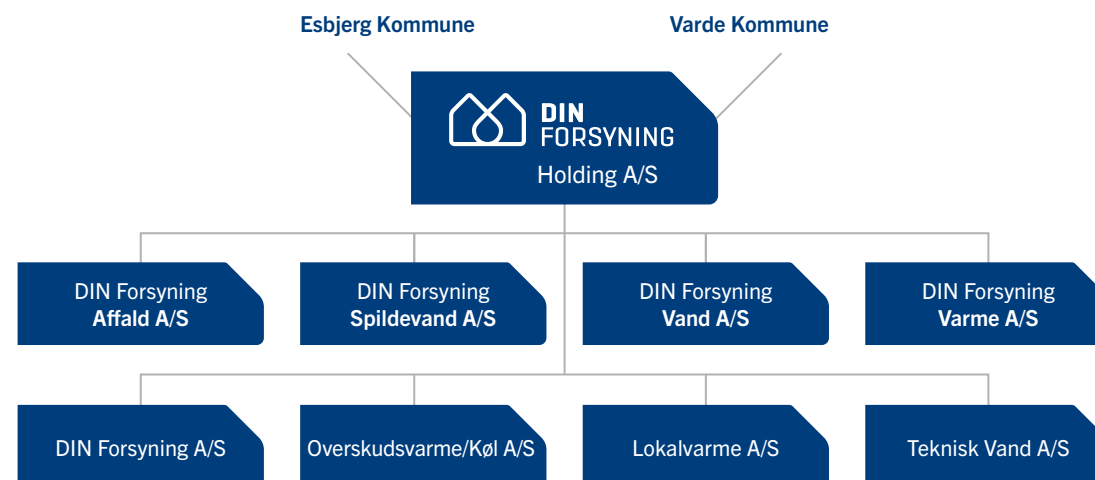 Esbjerg Kommune
Varde Kommune
DIN
FORSYNING
Holding A/S
DIN Forsyning
Affald A/S
DIN Forsyning
Spildevand A/S
DIN Forsyning
Vand A/S
DIN Forsyning
Varme A/S
DIN Forsyning A/S
Overskudsvarme/Køl A/S
Lokalvarme A/S
Teknisk Vand A/S